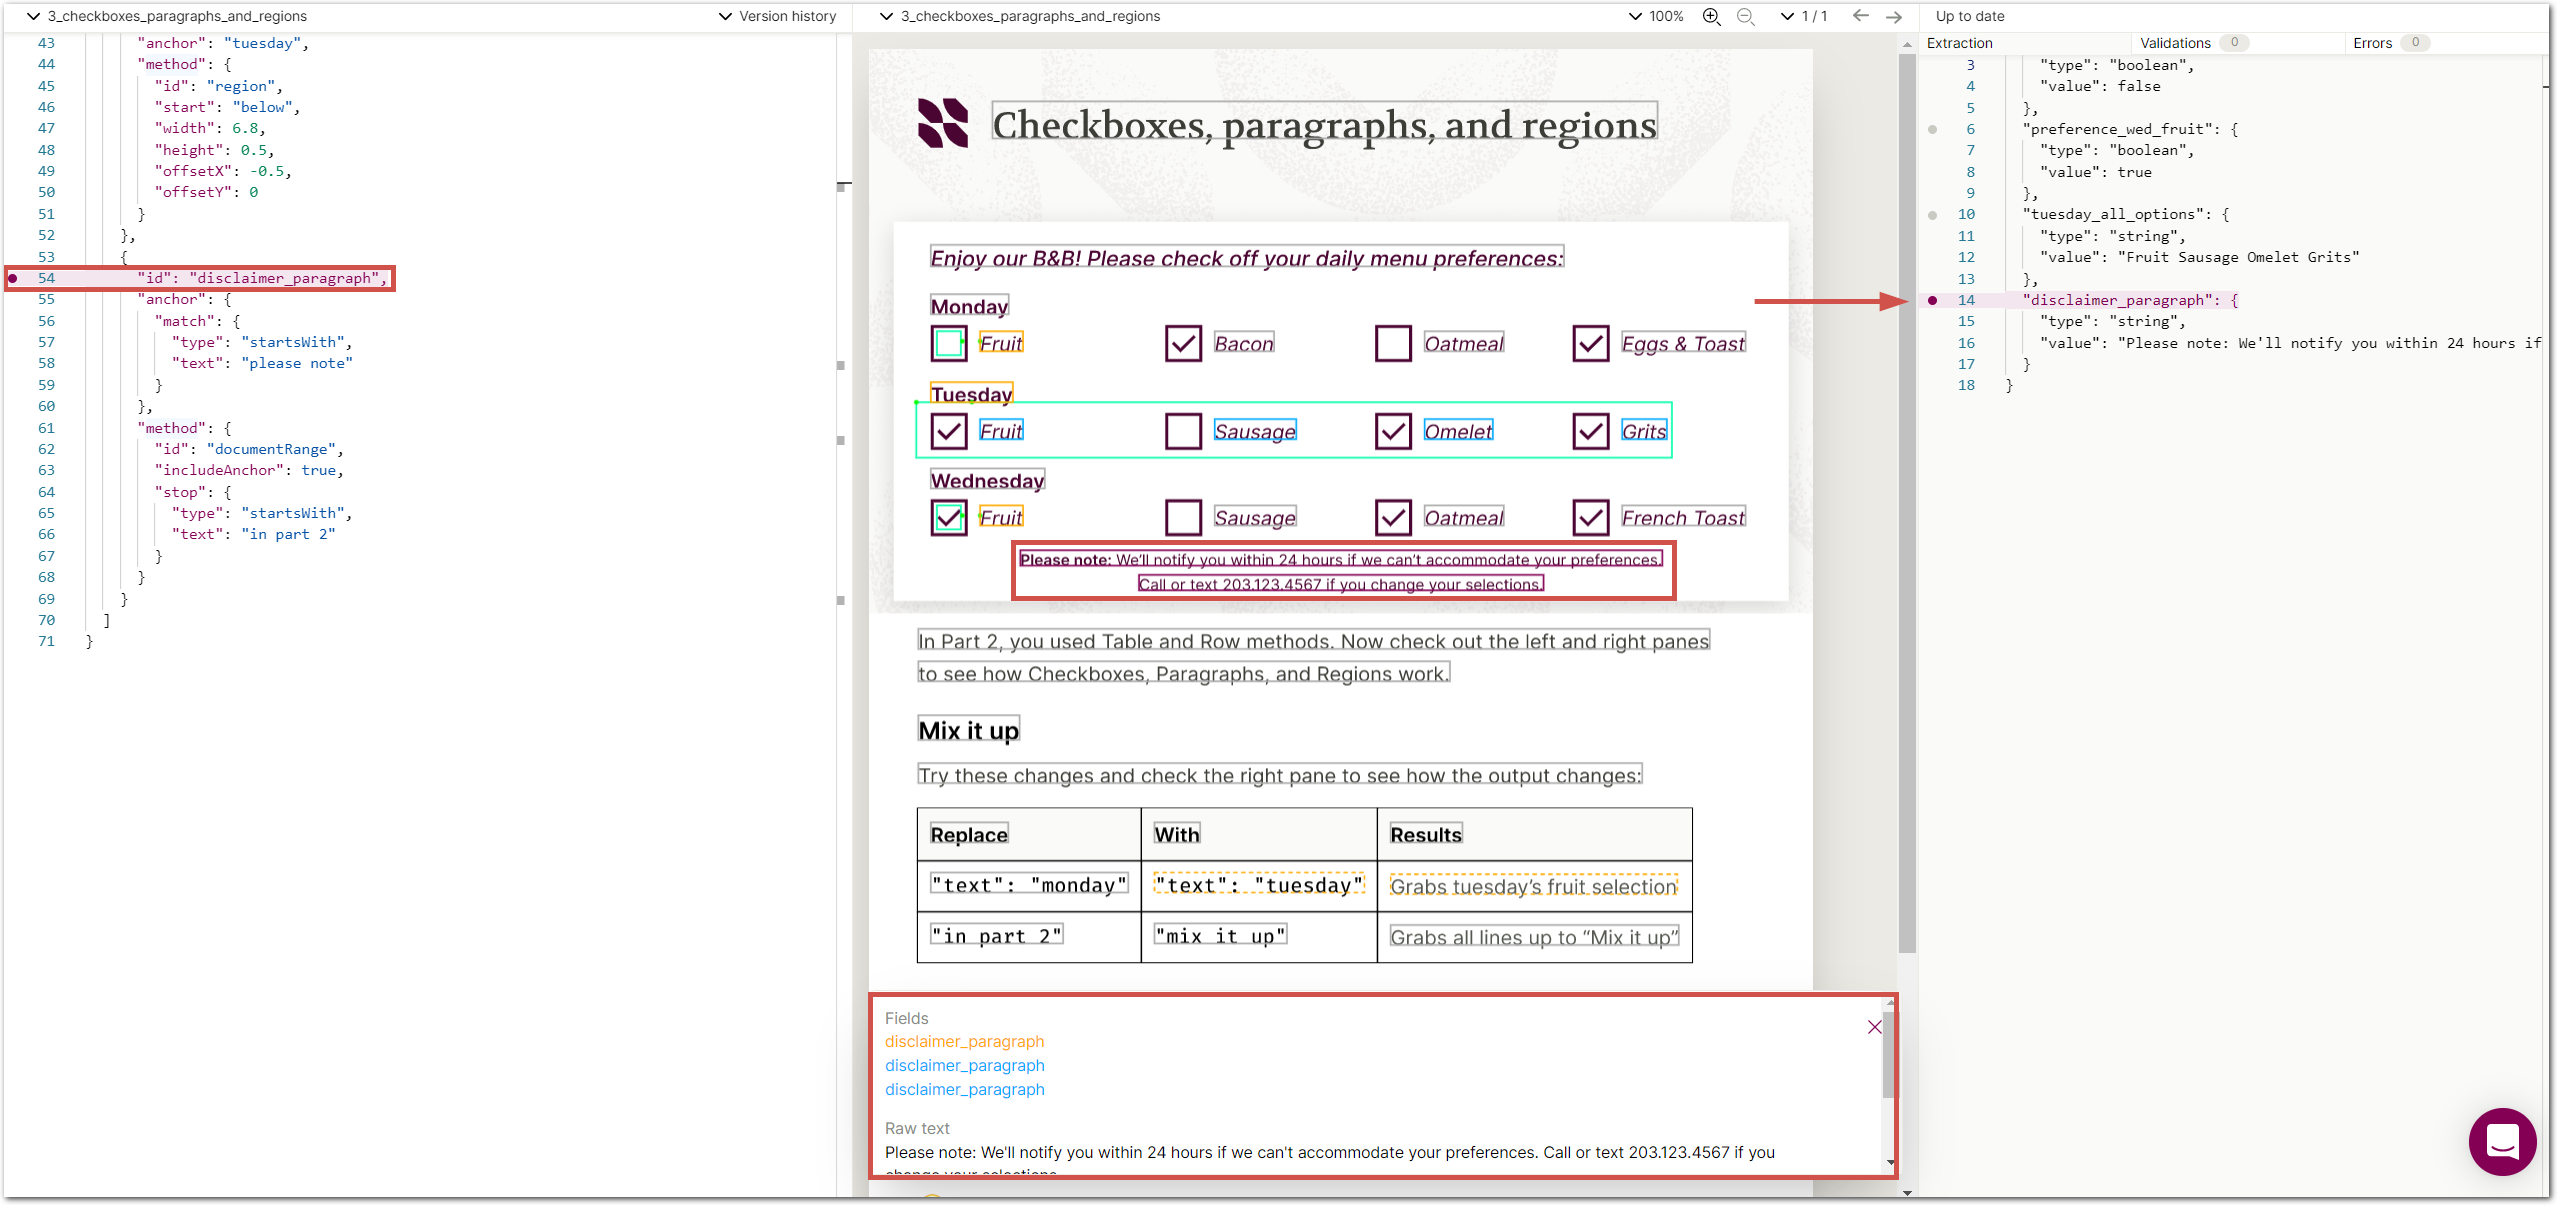 3_checkboxes_paragraphs_and_regions
Version history
43 "anchor": "tuesday",
44 "method": {
45 "id": "region",
46 "start": "below",
47 "width": 6.8,
48 "height": 0.5,
49 "offsetX": -0.5,
50 "offsetY": 0
51 }
52 },
53 {
54 "id": "disclaimer_paragraph",
55 "anchor": {
56 "match": {
57 "type": "startsWith",
58 "text": "please note"
59 }
60 },
61 "method": {
62 "id": "documentRange",
63 "includeAnchor": true,
64 "stop": {
65 "type": "startsWith",
66 "text": "in part 2"
67 }
68 }
69 }
70 ]
71 }
3_checkboxes_paragraphs_and_regions
100%
1 / 1
Checkboxes, paragraphs, and regions
Enjoy our B&B! Please check off your daily menu preferences:
Monday
Fruit Bacon Oatmeal Eggs & Toast
Tuesday
Fruit Sausage Omelet Grits
Wednesday
Fruit Sausage Oatmeal French Toast
Please note: We'll notify you within 24 hours if we can't accommodate your preferences.
Call or text 203.123.4567 if you change your selections.
In Part 2, you used Table and Row methods. Now check out the left and right panes
to see how Checkboxes, Paragraphs, and Regions work.
Mix it up
Try these changes and check the right pane to see how the output changes:
Replace With Results
"text": "monday" "text": "tuesday" Grabs tuesday's fruit selection
"in part 2" "mix it up" Grabs all lines up to “Mix it up”
Fields
disclaimer_paragraph
disclaimer_paragraph
disclaimer_paragraph
Raw text
Please note: We'll notify you within 24 hours if we can't accommodate your preferences. Call or text 203.123.4567 if you
change your selections.
Up to date
Extraction
Validations 0
Errors 0
3 "type": "boolean",
4 "value": false
5 },
6 "preference_wed_fruit": {
7 "type": "boolean",
8 "value": true
9 },
10 "tuesday_all_options": {
11 "type": "string",
12 "value": "Fruit Sausage Omelet Grits"
13 },
14 "disclaimer_paragraph": {
15 "type": "string",
16 "value": "Please note: We'll notify you within 24 hours if
17 }
18 }